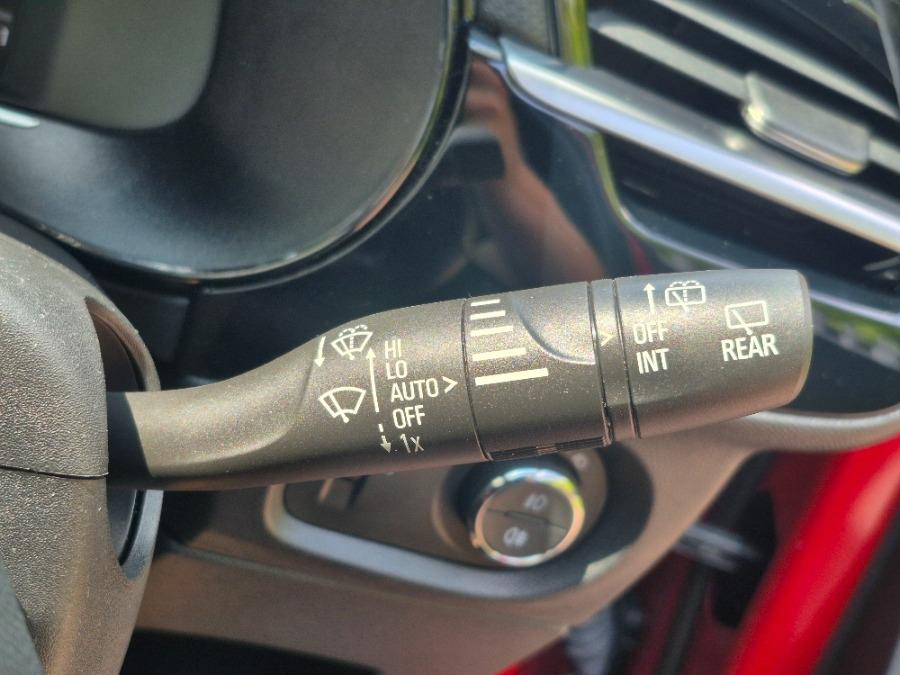 HI
LO
AUTO >
OFF
1x
OFF
INT
REAR